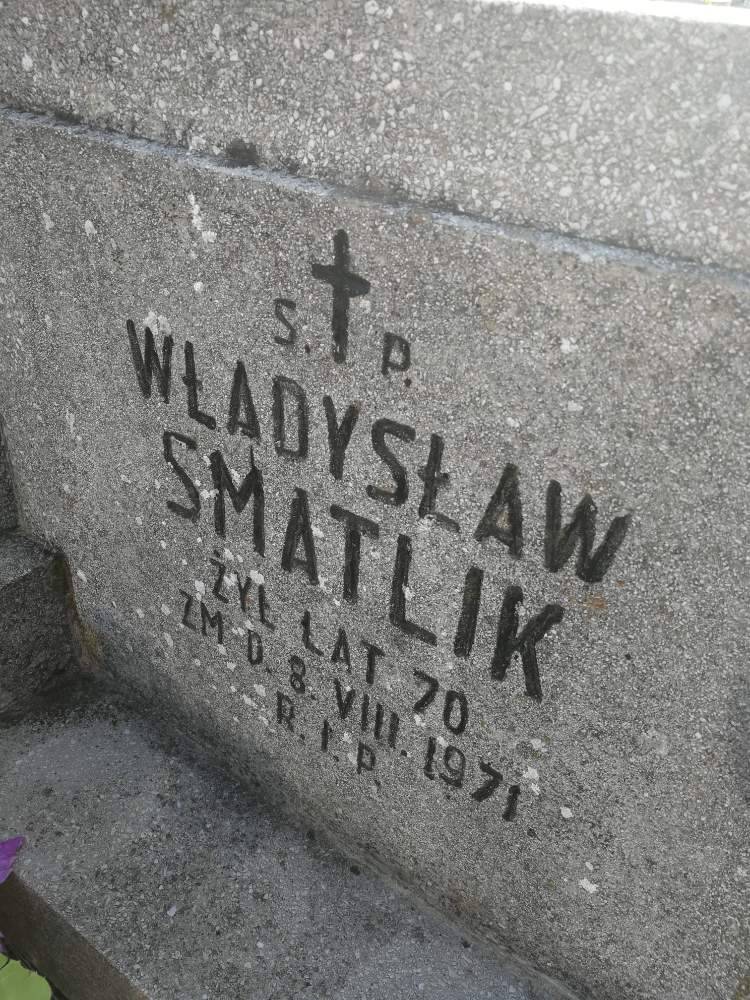 S. P.
WŁADYSŁAW
SMATLIK
ŻYŁ LAT 70
ZM D. 8. VIII. 1971
R. I. P.